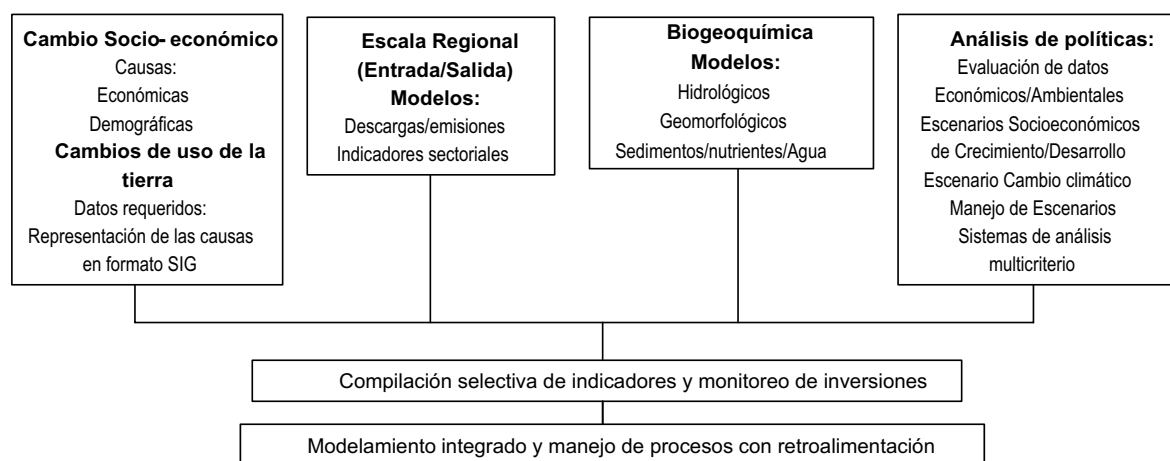 Cambio Socio- económico
Causas:
Económicas
Demográficas
Cambios de uso de la
tierra
Datos requeridos:
Representación de las causas
en formato SIG
Escala Regional
(Entrada/Salida)
Modelos:
Descargas/emisiones
Indicadores sectoriales
Biogeoquímica
Modelos:
Hidrológicos
Geomorfológicos
Sedimentos/nutrientes/Agua
Análisis de políticas:
Evaluación de datos
Económicos/Ambientales
Escenarios Socioeconómicos
de Crecimiento/Desarrollo
Escenario Cambio climático
Manejo de Escenarios
Sistemas de análisis
multicriterio
Compilación selectiva de indicadores y monitoreo de inversiones
Modelamiento integrado y manejo de procesos con retroalimentación